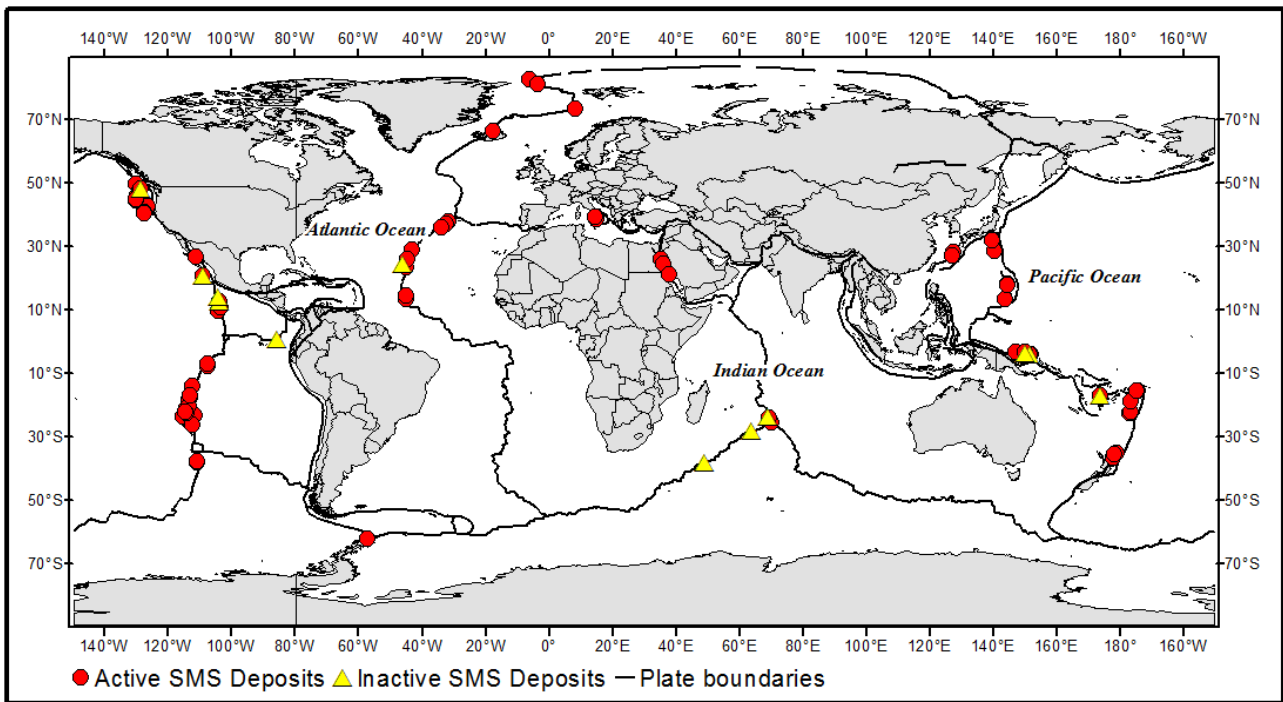 140°W 120°W 100°W 80°W 60°W 40°W 20°W 0° 20°E 40°E 60°E 80°E 100°E 120°E 140°E 160°E 185°E 160°W
70°N 70°N
50°N 50°N
Atlantic Ocean
30°N 30°N
Pacific Ocean
10°N 10°N
Indian Ocean
10°S 10°S
30°S 30°S
50°S 50°S
70°S 70°S
140°W 120°W 100°W 80°W 60°W 40°W 20°W 0° 20°E 40°E 60°E 80°E 100°E 120°E 140°E 160°E 185°E 160°W
Active SMS Deposits Inactive SMS Deposits Plate boundaries